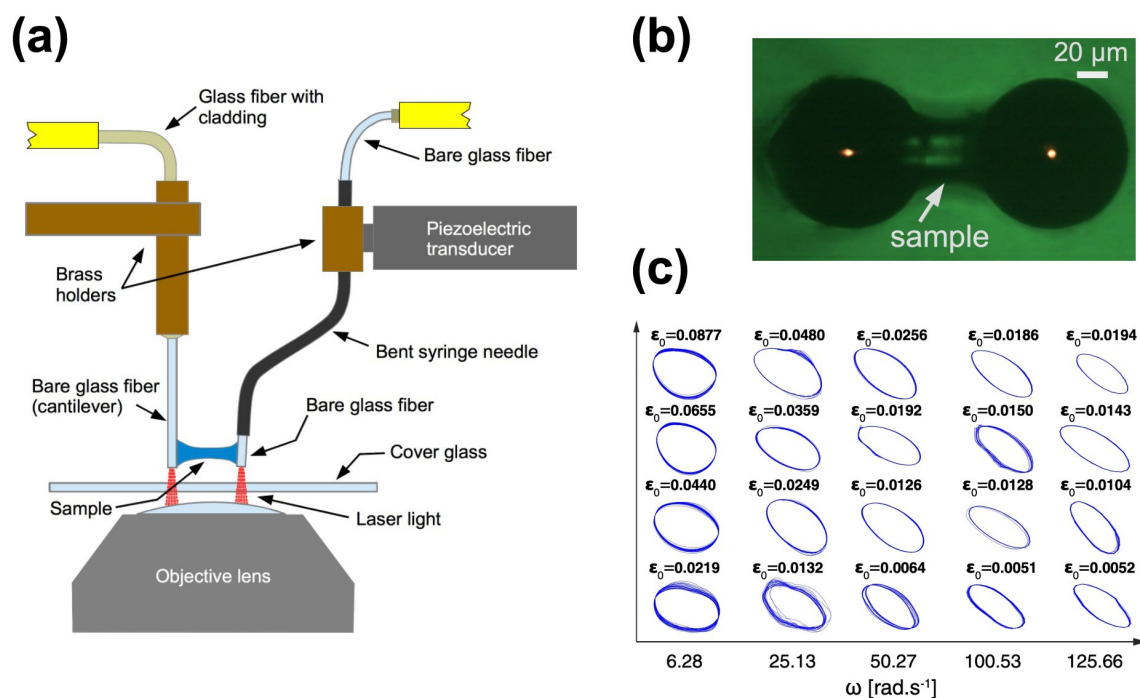 (a)
Glass fiber with
cladding
Bare glass fiber
Piezoelectric
transducer
Brass
holders
Bent syringe needle
Bare glass fiber
(cantilever)
Bare glass fiber
Cover glass
Sample
Laser light
Objective lens
(b)
20 µm
sample
(c)
ε₀=0.0877 ε₀=0.0480 ε₀=0.0256 ε₀=0.0186 ε₀=0.0194
ε₀=0.0655 ε₀=0.0359 ε₀=0.0192 ε₀=0.0150 ε₀=0.0143
ε₀=0.0440 ε₀=0.0249 ε₀=0.0126 ε₀=0.0128 ε₀=0.0104
ε₀=0.0219 ε₀=0.0132 ε₀=0.0064 ε₀=0.0051 ε₀=0.0052
6.28 25.13 50.27 100.53 125.66
ω [rad.s⁻¹]